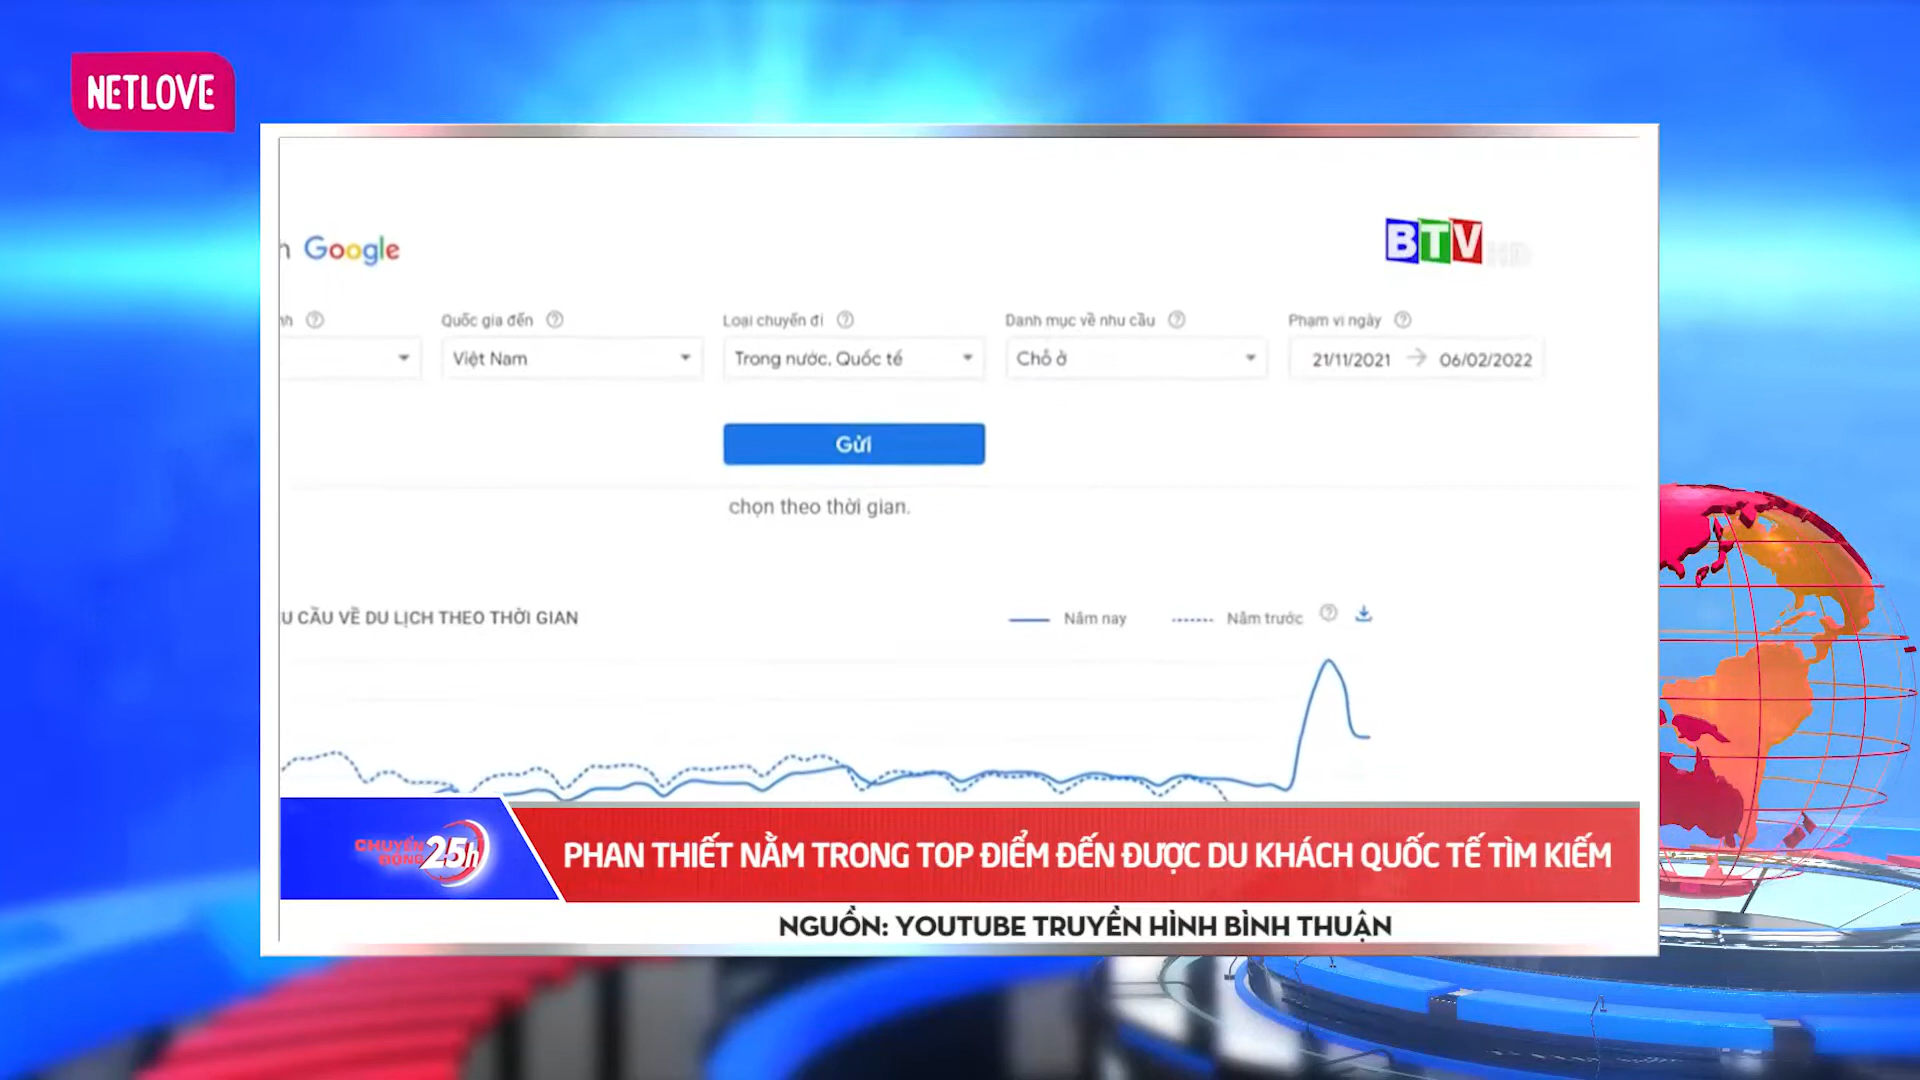 NETLOVE
Google
BTV HD
Quốc gia đến
Loại chuyến đi
Danh mục về nhu cầu
Phạm vi ngày
Việt Nam
Trong nước, Quốc tế
Chỗ ở
21/11/2021 → 06/02/2022
Gửi
chọn theo thời gian.
U CẦU VỀ DU LỊCH THEO THỜI GIAN
Năm nay
Năm trước
CHUYỂN ĐỘNG 25h
PHAN THIẾT NẰM TRONG TOP ĐIỂM ĐẾN ĐƯỢC DU KHÁCH QUỐC TẾ TÌM KIẾM
NGUỒN: YOUTUBE TRUYỀN HÌNH BÌNH THUẬN